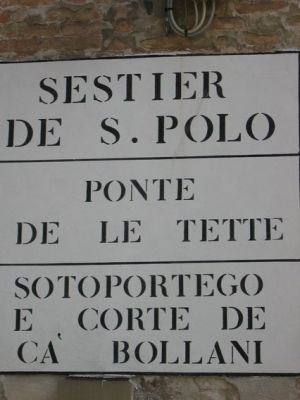 SESTIER
DE S. POLO
PONTE
DE LE TETTE
SOTOPORTEGO
E CORTE DE
CA' BOLLANI